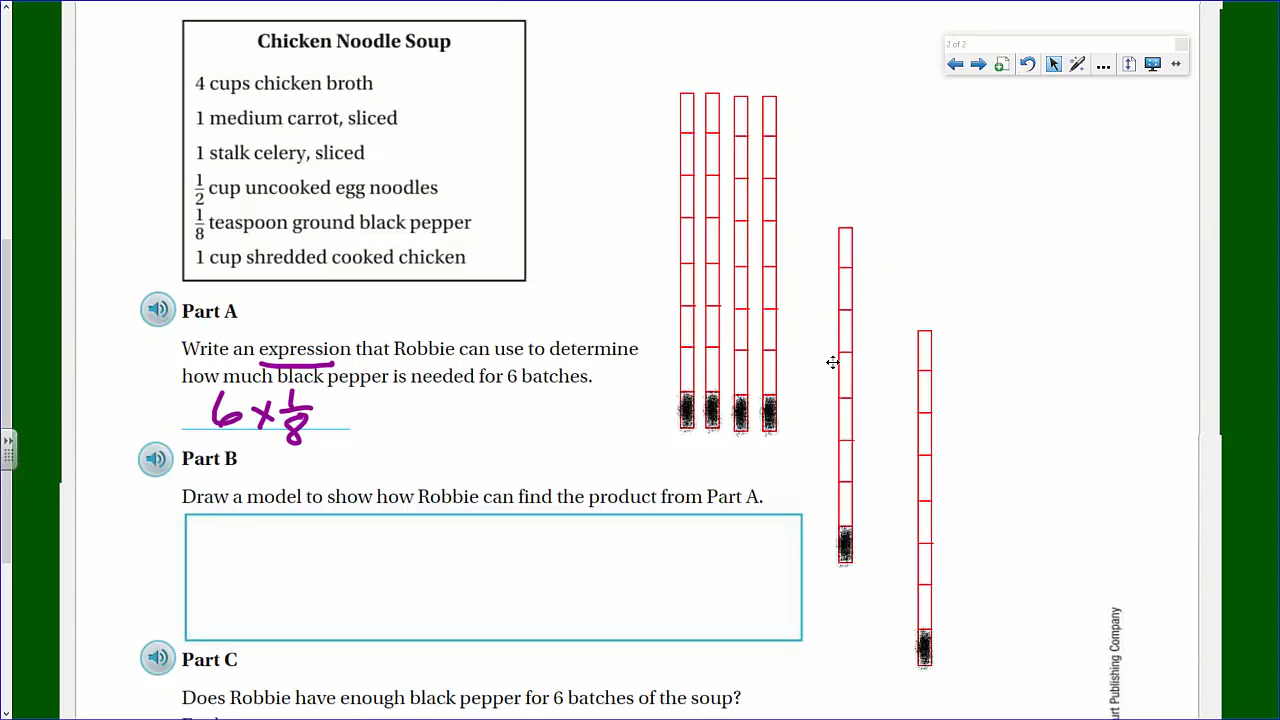 Chicken Noodle Soup
4 cups chicken broth
1 medium carrot, sliced
1 stalk celery, sliced
1/2 cup uncooked egg noodles
1/8 teaspoon ground black pepper
1 cup shredded cooked chicken
2 of 2
Part A
Write an expression that Robbie can use to determine
how much black pepper is needed for 6 batches.
6 × 1/8
Part B
Draw a model to show how Robbie can find the product from Part A.
Part C
Does Robbie have enough black pepper for 6 batches of the soup?
urt Publishing Company